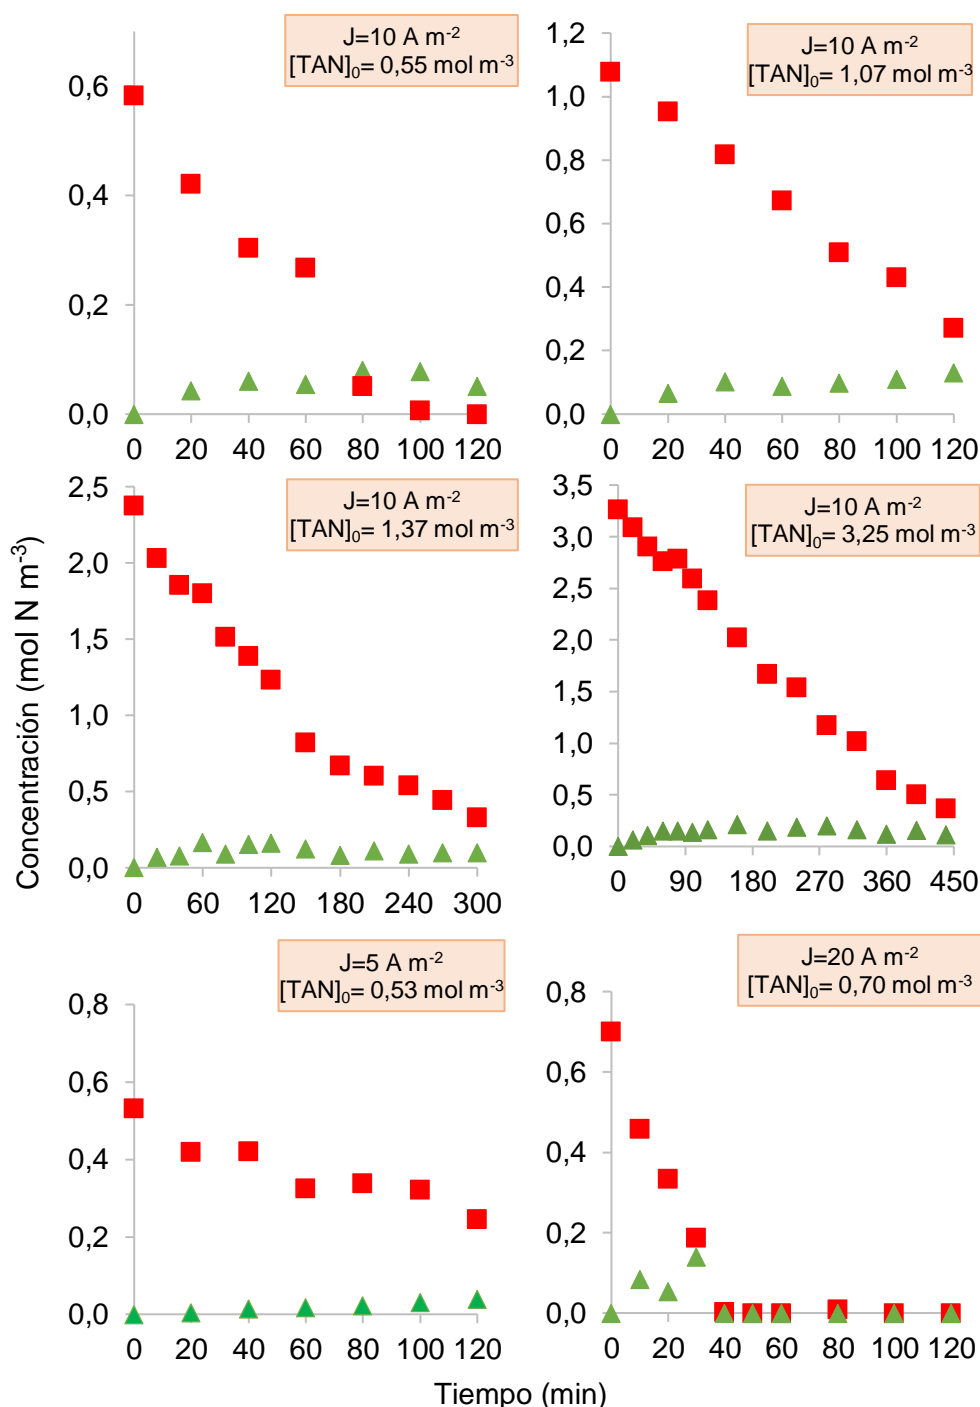 J=10 A m-2
[TAN]0= 0,55 mol m-3
0,6
0,4
0,2
0,0
0 20 40 60 80 100 120
J=10 A m-2
[TAN]0= 1,07 mol m-3
1,2
1,0
0,8
0,6
0,4
0,2
0,0
0 20 40 60 80 100 120
J=10 A m-2
[TAN]0= 1,37 mol m-3
2,5
2,0
1,5
1,0
0,5
0,0
0 60 120 180 240 300
J=10 A m-2
[TAN]0= 3,25 mol m-3
3,5
3,0
2,5
2,0
1,5
1,0
0,5
0,0
0 90 180 270 360 450
J=5 A m-2
[TAN]0= 0,53 mol m-3
0,8
0,6
0,4
0,2
0,0
0 20 40 60 80 100 120
J=20 A m-2
[TAN]0= 0,70 mol m-3
0,8
0,6
0,4
0,2
0,0
0 20 40 60 80 100 120
Concentración (mol N m-3)
Tiempo (min)